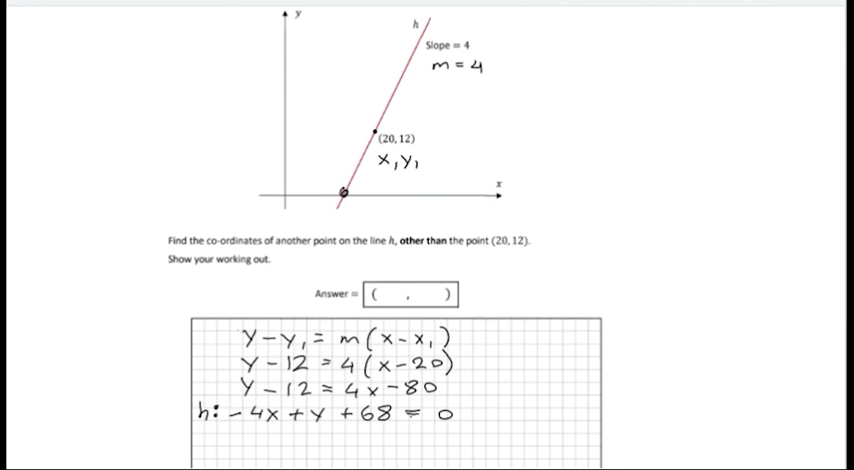 y
h
Slope = 4
m = 4
(20, 12)
x₁ y₁
x
Find the co-ordinates of another point on the line h, other than the point (20, 12).
Show your working out.
Answer = ( , )
y - y₁ = m(x - x₁)
y - 12 = 4(x - 20)
y - 12 = 4x - 80
h: - 4x + y + 68 = 0